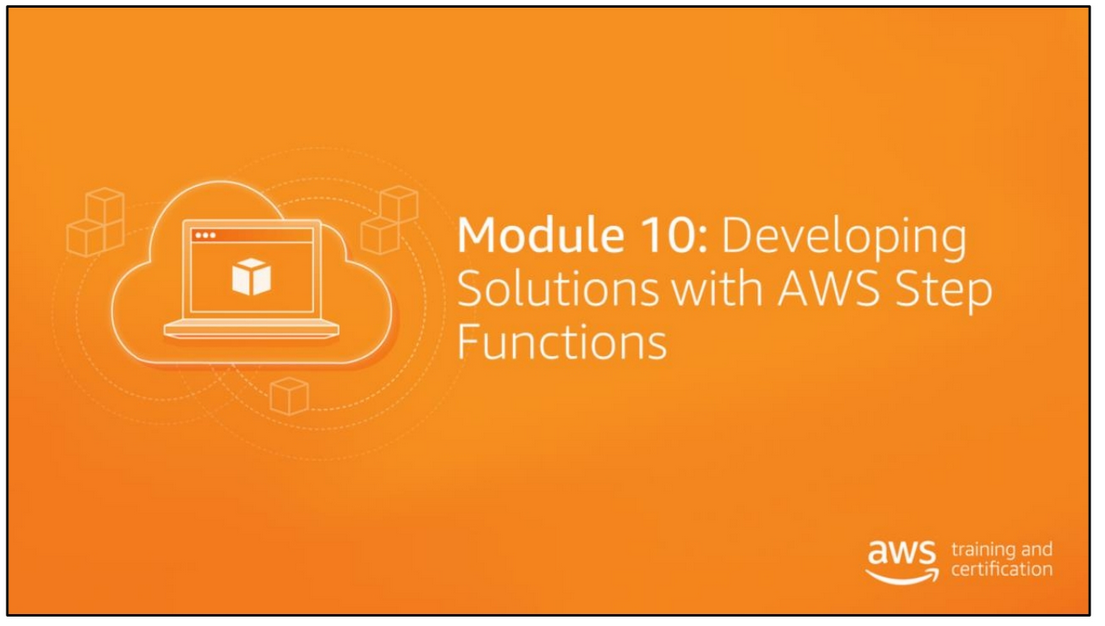 Module 10: Developing
Solutions with AWS Step
Functions
aws training and
certification